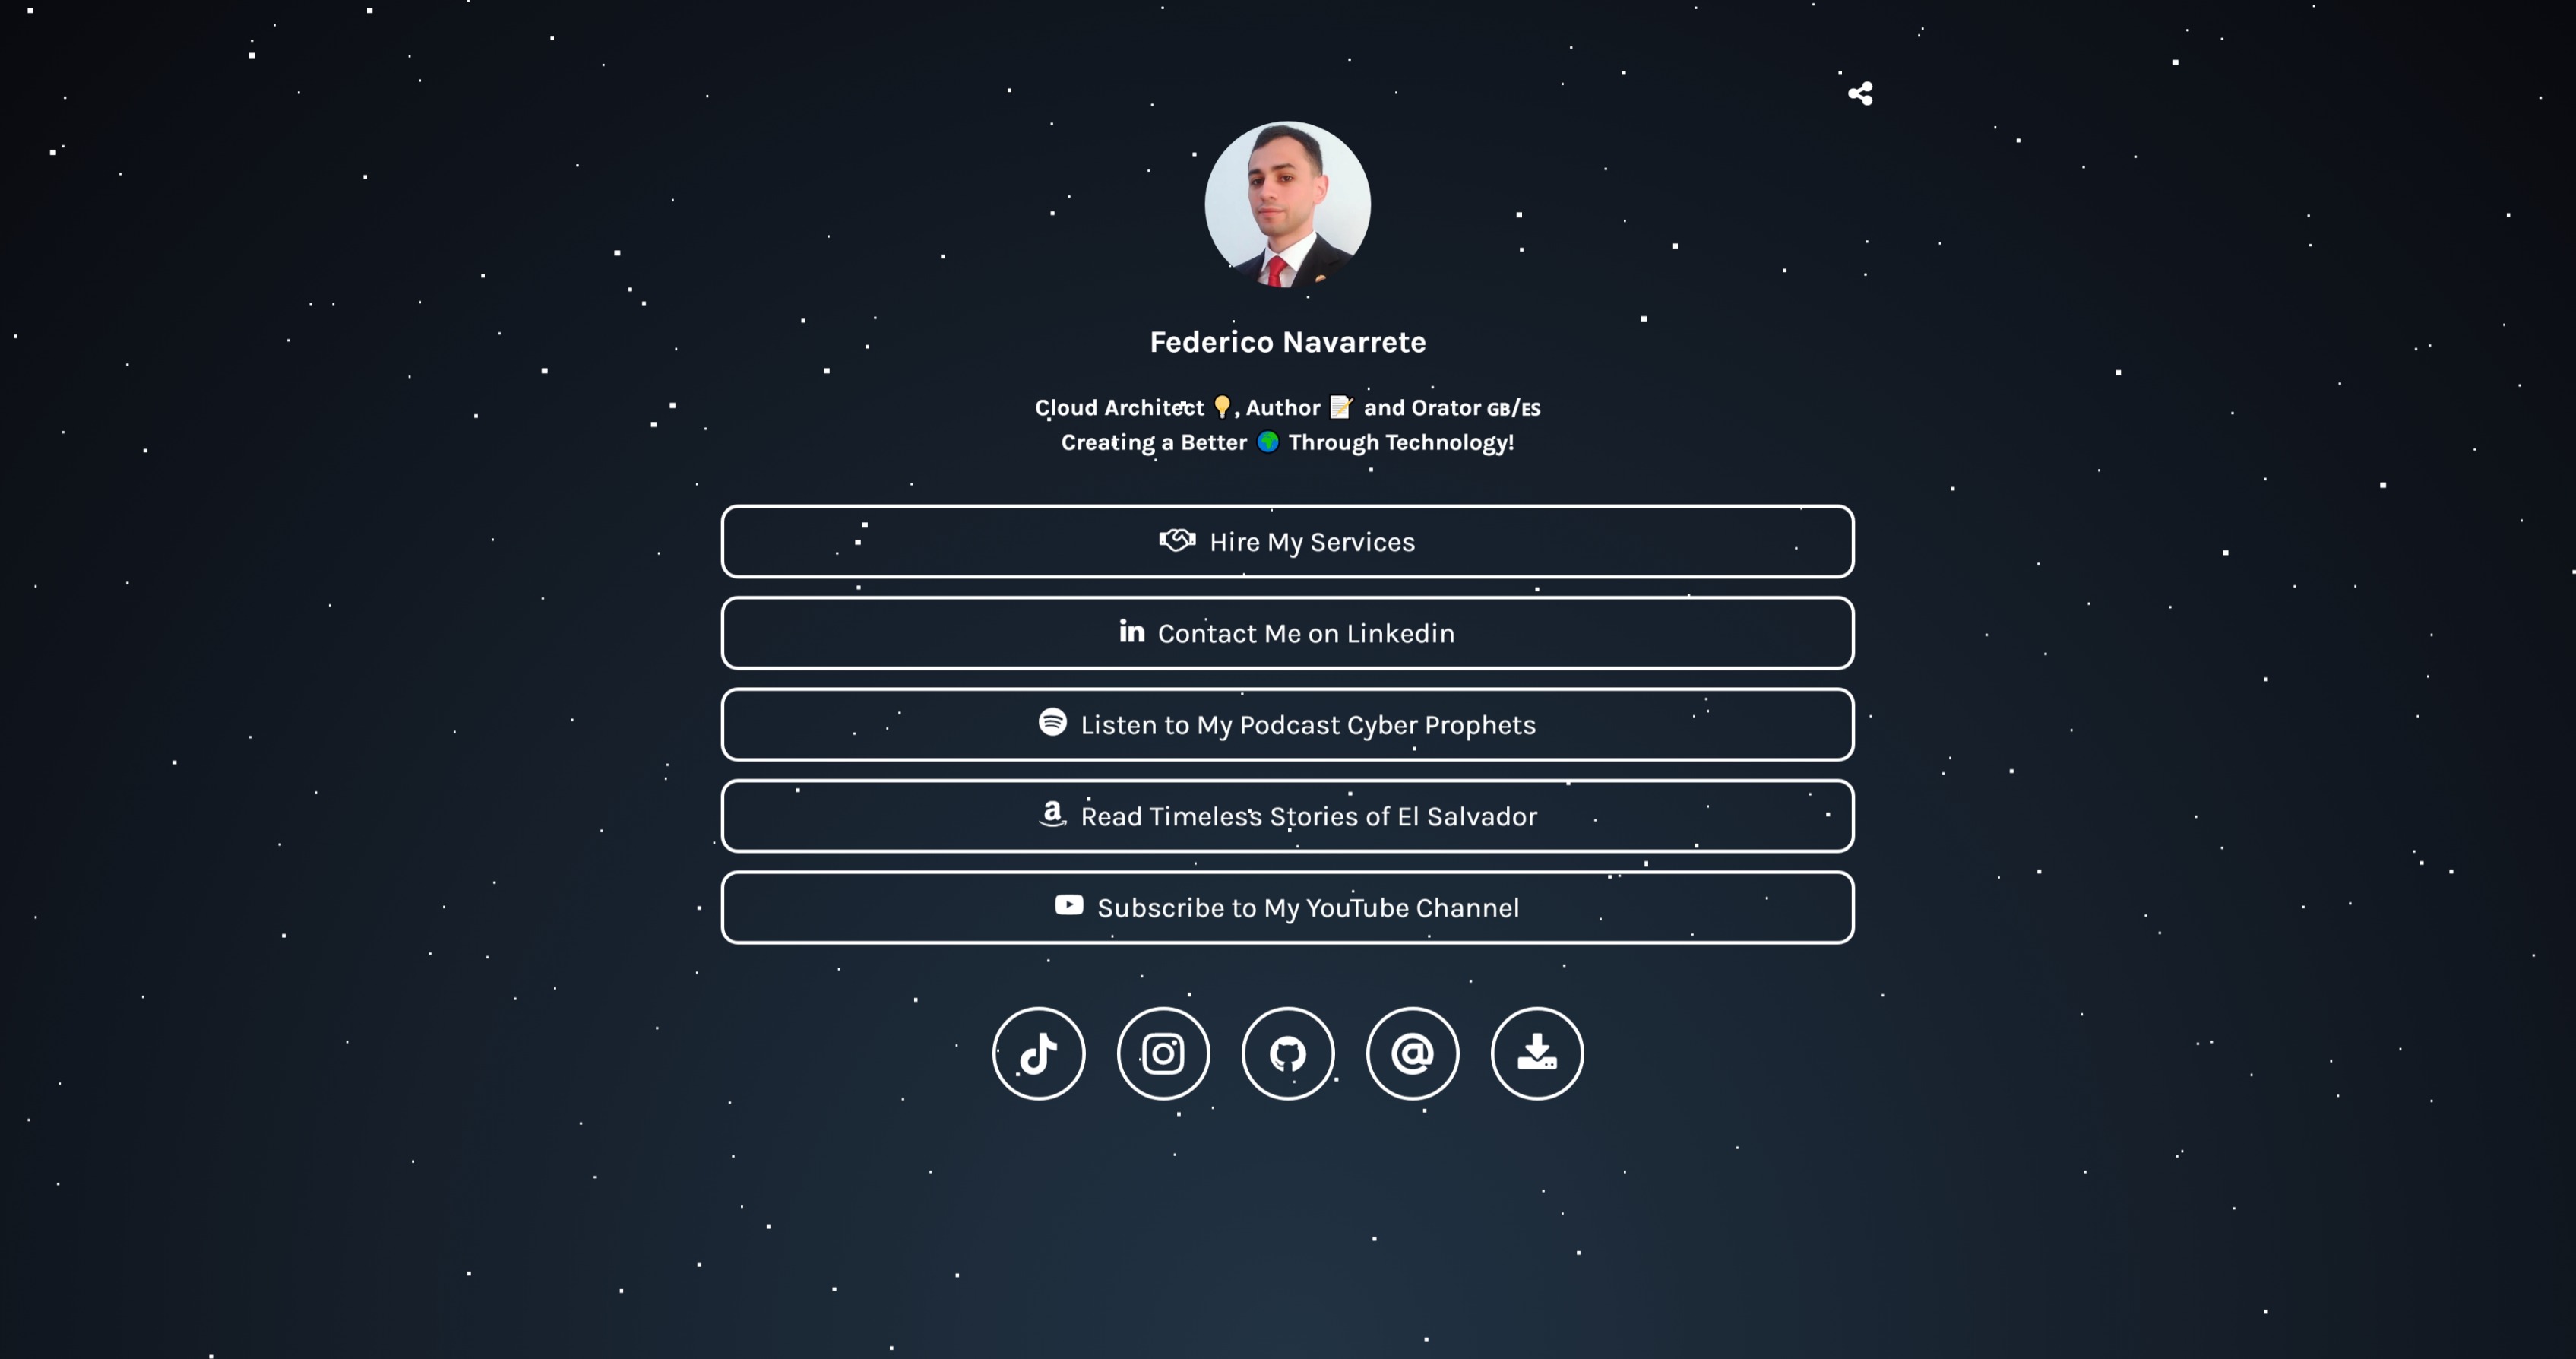 Federico Navarrete
Cloud Architect 💡, Author 📝 and Orator GB/ES
Creating a Better 🌍 Through Technology!
Hire My Services
Contact Me on Linkedin
Listen to My Podcast Cyber Prophets
Read Timeless Stories of El Salvador
Subscribe to My YouTube Channel